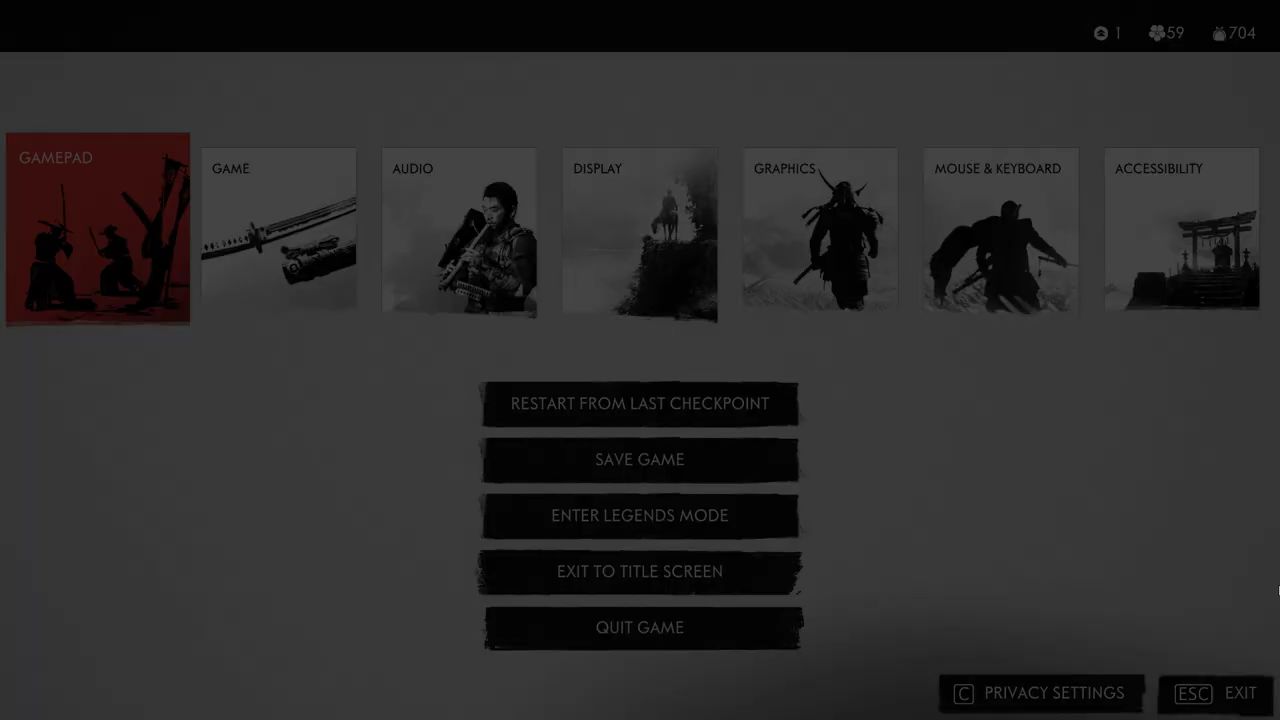 1 59 704
GAMEPAD
GAME
AUDIO
DISPLAY
GRAPHICS
MOUSE & KEYBOARD
ACCESSIBILITY
RESTART FROM LAST CHECKPOINT
SAVE GAME
ENTER LEGENDS MODE
EXIT TO TITLE SCREEN
QUIT GAME
C PRIVACY SETTINGS
ESC EXIT